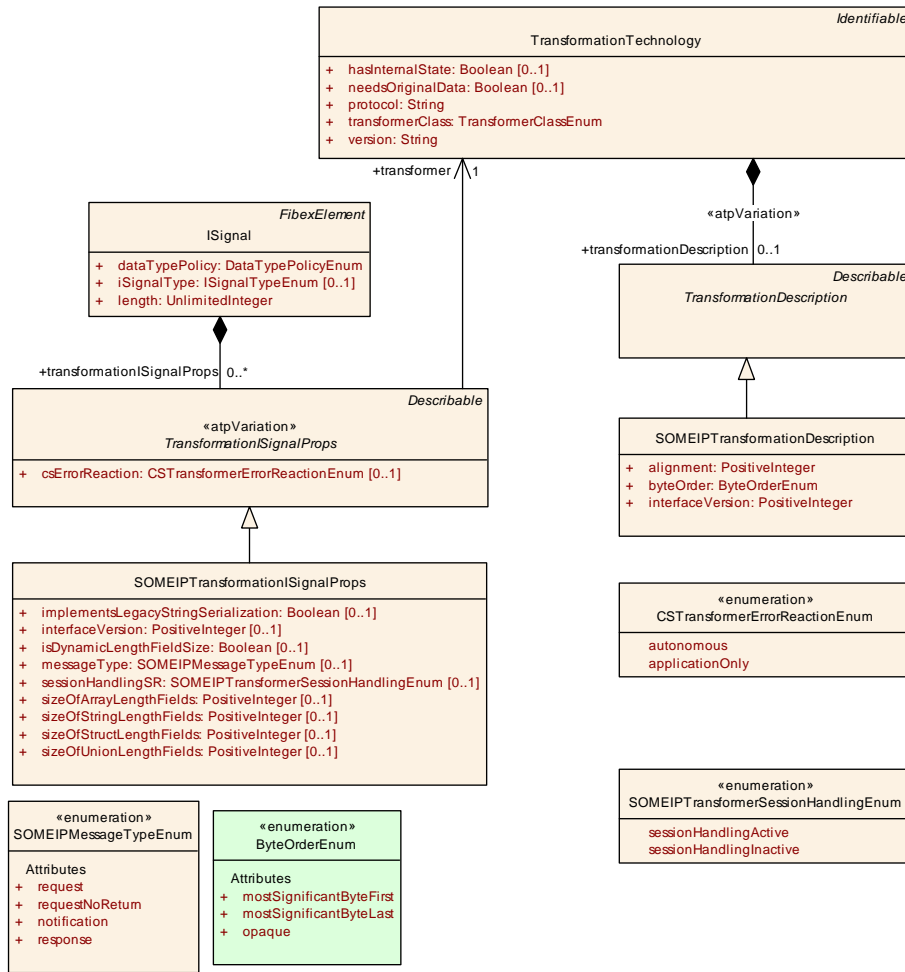 Identifiable
TransformationTechnology
+ hasInternalState: Boolean [0..1]
+ needsOriginalData: Boolean [0..1]
+ protocol: String
+ transformerClass: TransformerClassEnum
+ version: String
+transformer 1
«atpVariation»
+transformationDescription 0..1
FibexElement
ISignal
+ dataTypePolicy: DataTypePolicyEnum
+ iSignalType: ISignalTypeEnum [0..1]
+ length: UnlimitedInteger
+transformationISignalProps 0..*
Describable
TransformationDescription
Describable
«atpVariation»
TransformationISignalProps
+ csErrorReaction: CSTransformerErrorReactionEnum [0..1]
SOMEIPTransformationDescription
+ alignment: PositiveInteger
+ byteOrder: ByteOrderEnum
+ interfaceVersion: PositiveInteger
SOMEIPTransformationISignalProps
+ implementsLegacyStringSerialization: Boolean [0..1]
+ interfaceVersion: PositiveInteger [0..1]
+ isDynamicLengthFieldSize: Boolean [0..1]
+ messageType: SOMEIPMessageTypeEnum [0..1]
+ sessionHandlingSR: SOMEIPTransformerSessionHandlingEnum [0..1]
+ sizeOfArrayLengthFields: PositiveInteger [0..1]
+ sizeOfStringLengthFields: PositiveInteger [0..1]
+ sizeOfStructLengthFields: PositiveInteger [0..1]
+ sizeOfUnionLengthFields: PositiveInteger [0..1]
«enumeration»
CSTransformerErrorReactionEnum
autonomous
applicationOnly
«enumeration»
SOMEIPTransformerSessionHandlingEnum
sessionHandlingActive
sessionHandlingInactive
«enumeration»
SOMEIPMessageTypeEnum
Attributes
+ request
+ requestNoReturn
+ notification
+ response
«enumeration»
ByteOrderEnum
Attributes
+ mostSignificantByteFirst
+ mostSignificantByteLast
+ opaque